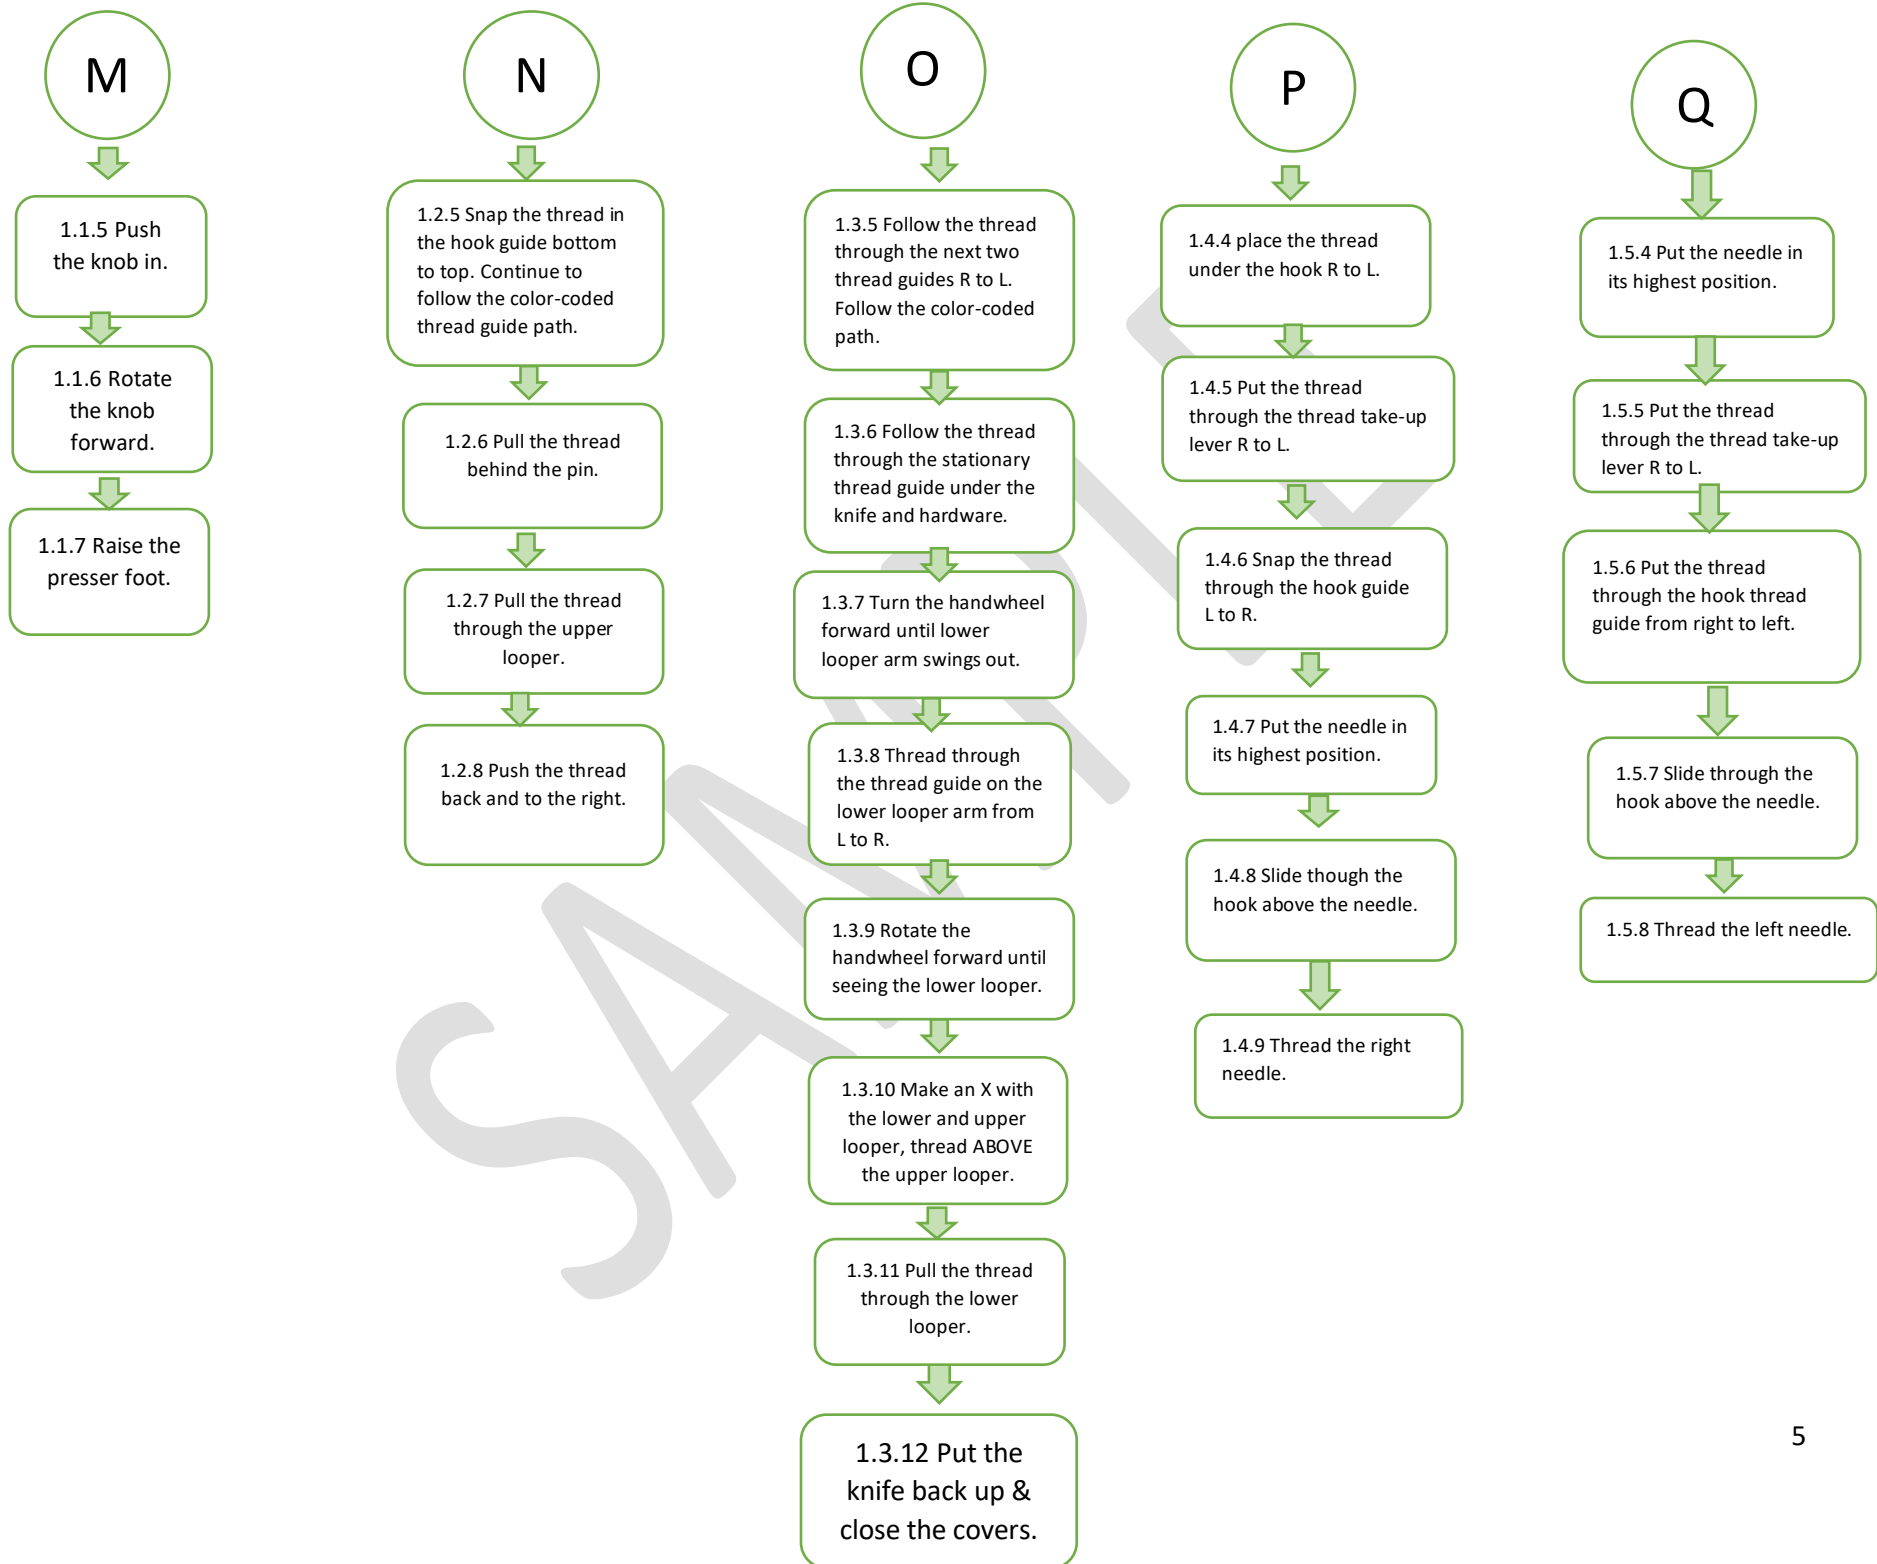 M
1.1.5 Push
the knob in.
1.1.6 Rotate
the knob
forward.
1.1.7 Raise the
presser foot.
N
1.2.5 Snap the thread in
the hook guide bottom
to top. Continue to
follow the color-coded
thread guide path.
1.2.6 Pull the thread
behind the pin.
1.2.7 Pull the thread
through the upper
looper.
1.2.8 Push the thread
back and to the right.
O
1.3.5 Follow the thread
through the next two
thread guides R to L.
Follow the color-coded
path.
1.3.6 Follow the thread
through the stationary
thread guide under the
knife and hardware.
1.3.7 Turn the handwheel
forward until lower
looper arm swings out.
1.3.8 Thread through
the thread guide on the
lower looper arm from
L to R.
1.3.9 Rotate the
handwheel forward until
seeing the lower looper.
1.3.10 Make an X with
the lower and upper
looper, thread ABOVE
the upper looper.
1.3.11 Pull the thread
through the lower
looper.
1.3.12 Put the
knife back up &
close the covers.
P
1.4.4 place the thread
under the hook R to L.
1.4.5 Put the thread
through the thread take-up
lever R to L.
1.4.6 Snap the thread
through the hook guide
L to R.
1.4.7 Put the needle in
its highest position.
1.4.8 Slide though the
hook above the needle.
1.4.9 Thread the right
needle.
Q
1.5.4 Put the needle in
its highest position.
1.5.5 Put the thread
through the thread take-up
lever R to L.
1.5.6 Put the thread
through the hook thread
guide from right to left.
1.5.7 Slide through the
hook above the needle.
1.5.8 Thread the left needle.
SAMPLE
5